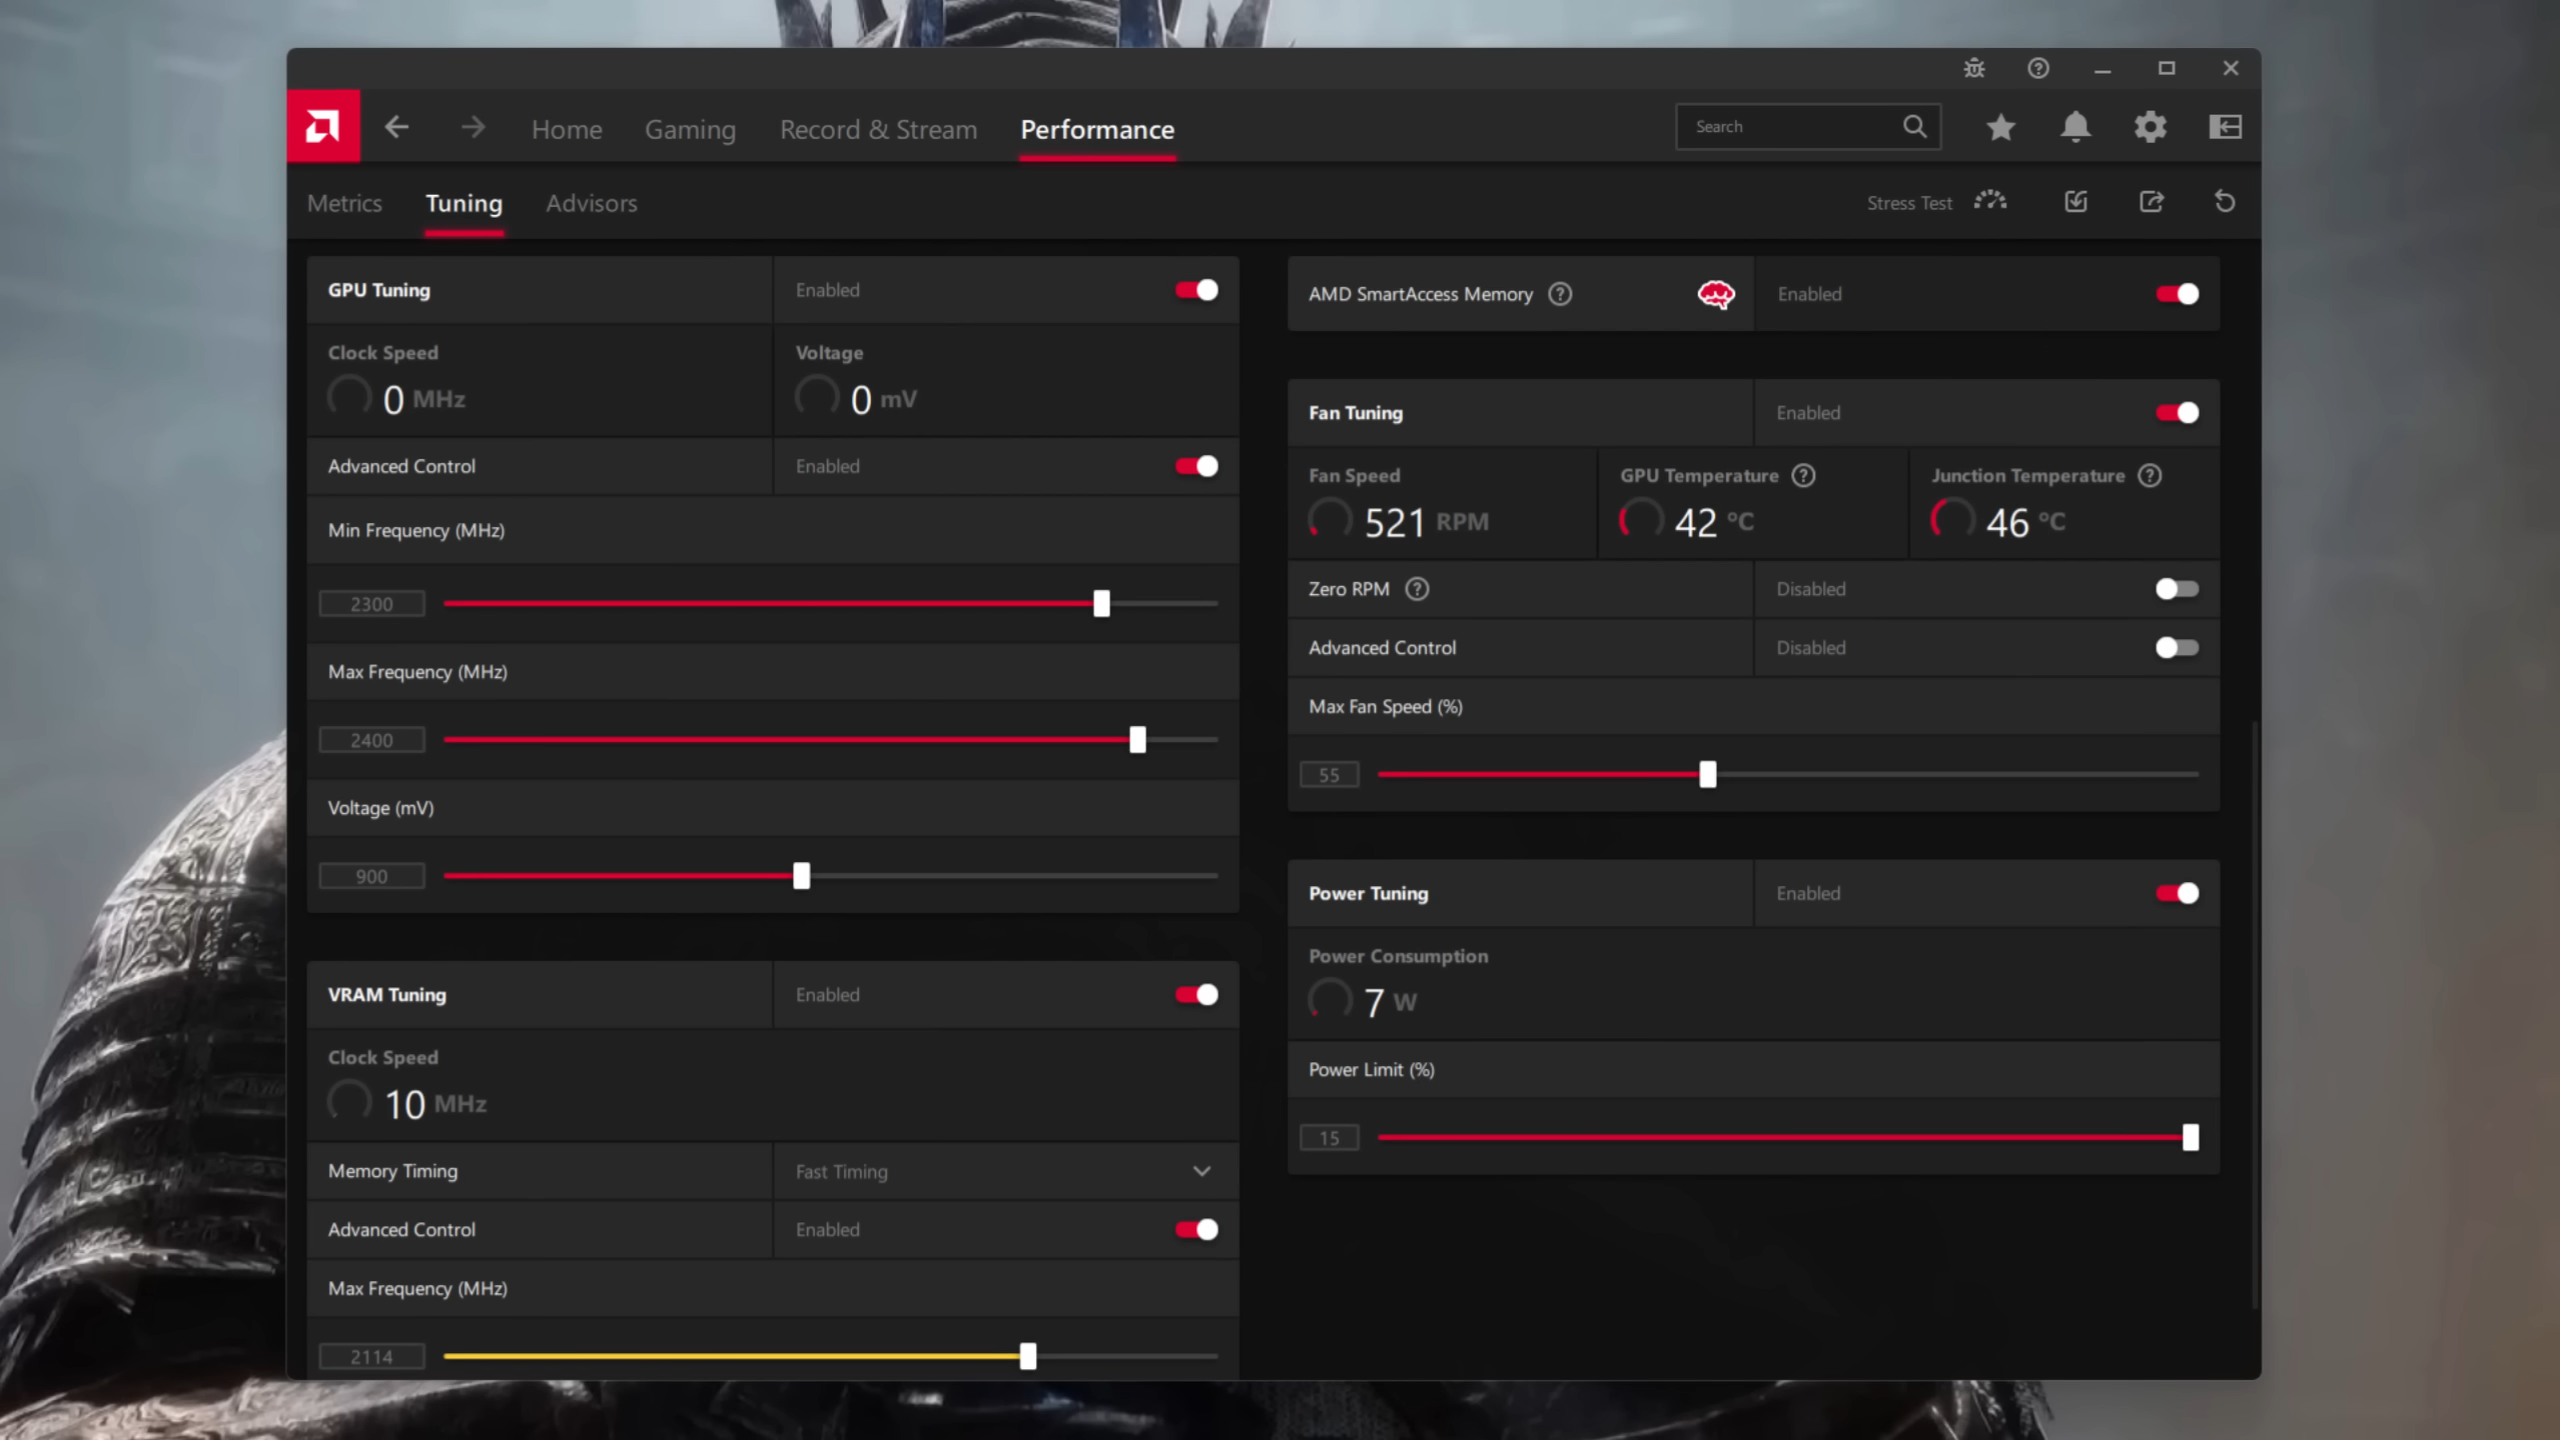 Home
Gaming
Record & Stream
Performance
Search
Metrics
Tuning
Advisors
Stress Test
GPU Tuning
Enabled
Clock Speed
Voltage
0 MHz
0 mV
Advanced Control
Enabled
Min Frequency (MHz)
2300
Max Frequency (MHz)
2400
Voltage (mV)
900
VRAM Tuning
Enabled
Clock Speed
10 MHz
Memory Timing
Fast Timing
Advanced Control
Enabled
Max Frequency (MHz)
2114
AMD SmartAccess Memory
Enabled
Fan Tuning
Enabled
Fan Speed
GPU Temperature
Junction Temperature
521 RPM
42 °C
46 °C
Zero RPM
Disabled
Advanced Control
Disabled
Max Fan Speed (%)
55
Power Tuning
Enabled
Power Consumption
7 W
Power Limit (%)
15